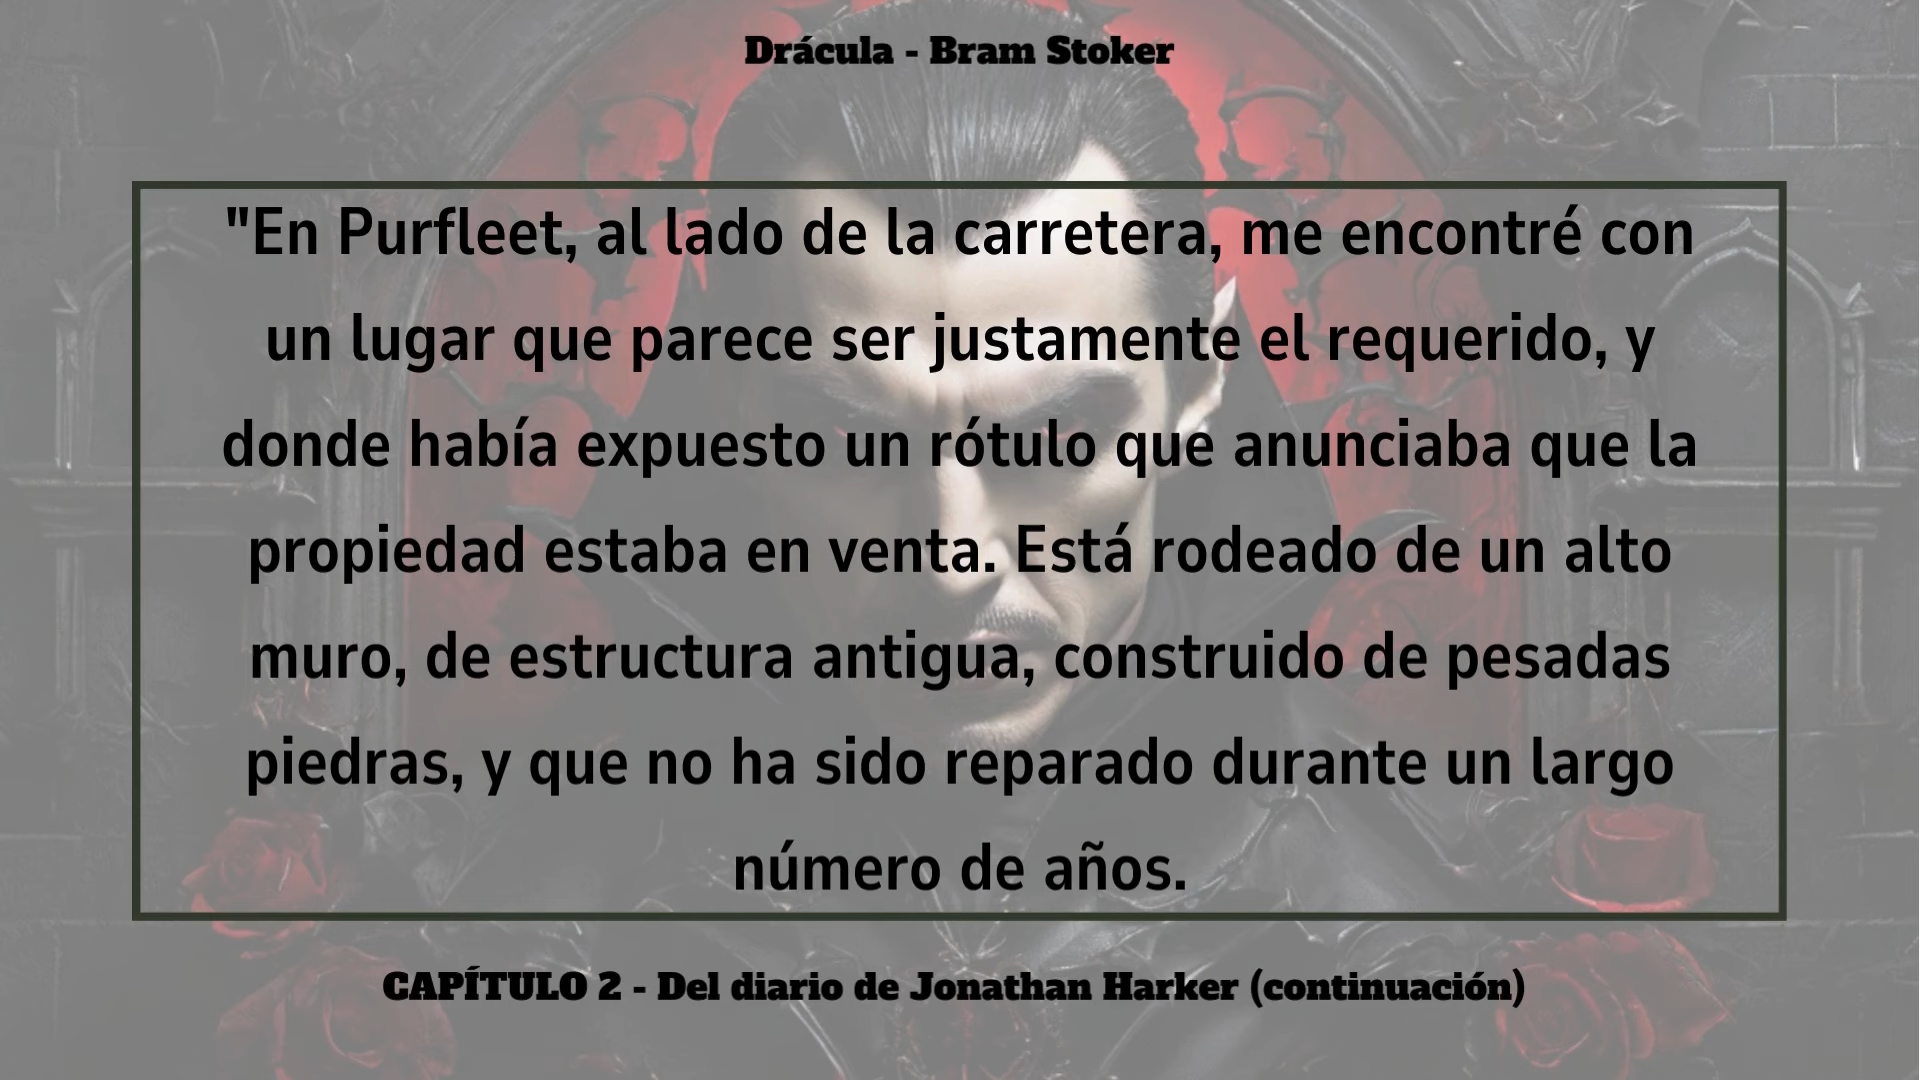 Drácula - Bram Stoker
"En Purfleet, al lado de la carretera, me encontré con
un lugar que parece ser justamente el requerido, y
donde había expuesto un rótulo que anunciaba que la
propiedad estaba en venta. Está rodeado de un alto
muro, de estructura antigua, construido de pesadas
piedras, y que no ha sido reparado durante un largo
número de años.
CAPÍTULO 2 - Del diario de Jonathan Harker (continuación)